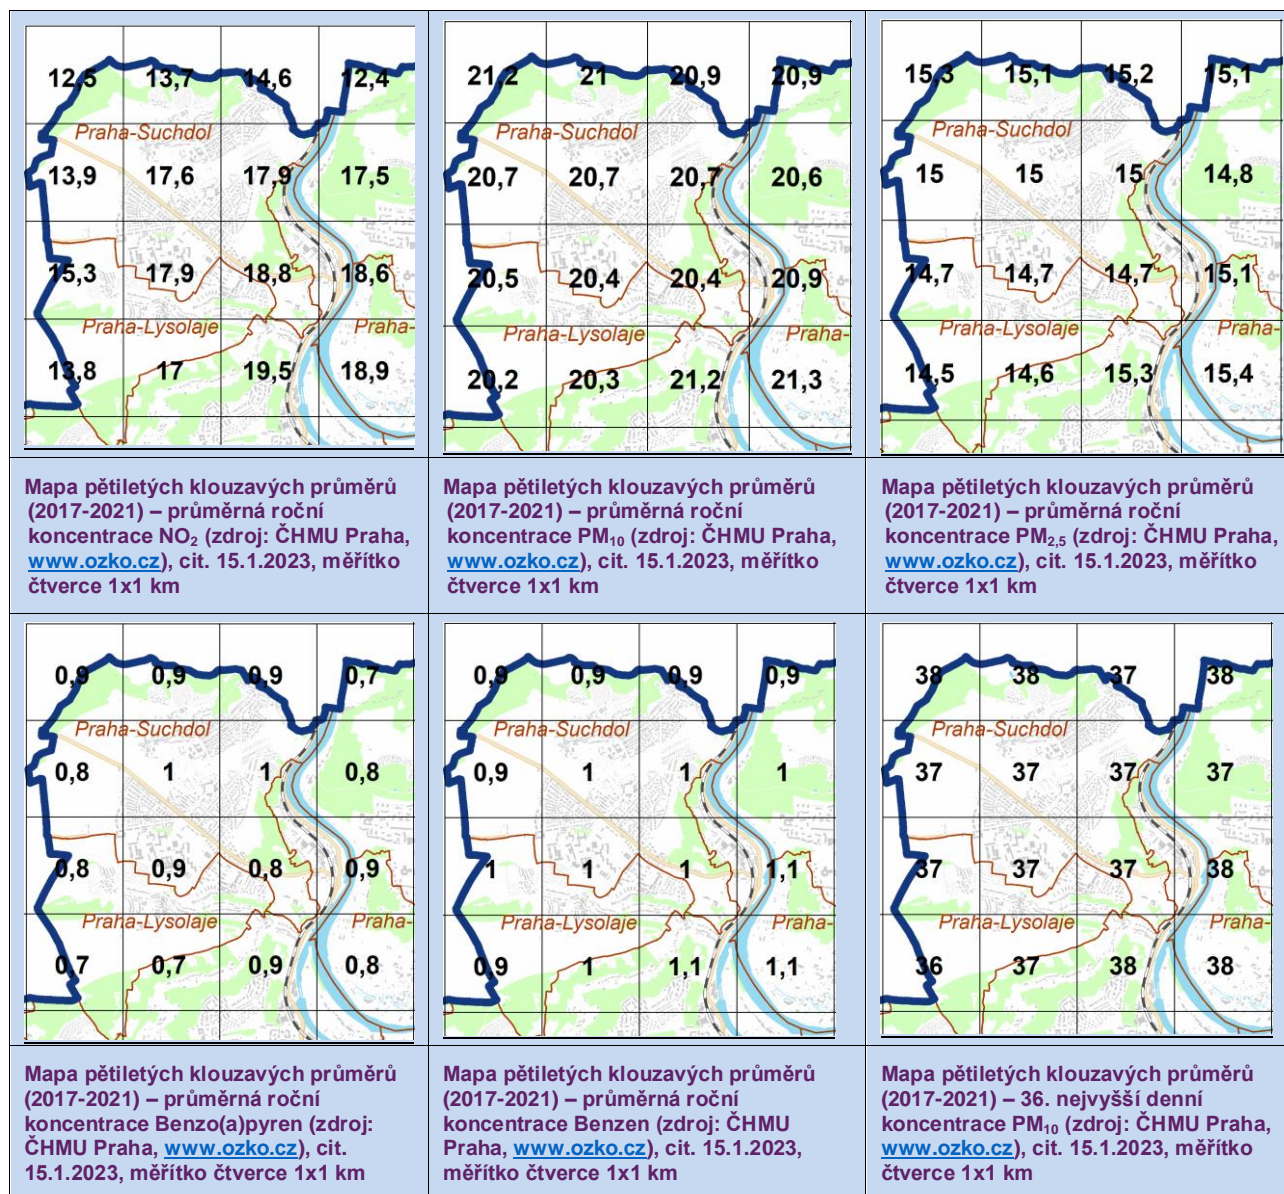 12,5 13,7 14,6 12,4
Praha-Suchdol
13,9 17,6 17,9 17,5
15,3 17,9 18,8 18,6
Praha-Lysolaje Praha-
13,8 17 19,5 18,9
21,2 21 20,9 20,9
Praha-Suchdol
20,7 20,7 20,7 20,6
20,5 20,4 20,4 20,9
Praha-Lysolaje Praha-
20,2 20,3 21,2 21,3
15,3 15,1 15,2 15,1
Praha-Suchdol
15 15 15 14,8
14,7 14,7 14,7 15,1
Praha-Lysolaje Praha-
14,5 14,6 15,3 15,4
Mapa pětiletých klouzavých průměrů
(2017-2021) – průměrná roční
koncentrace NO₂ (zdroj: ČHMU Praha,
www.ozko.cz), cit. 15.1.2023, měřítko
čtverce 1x1 km
Mapa pětiletých klouzavých průměrů
(2017-2021) – průměrná roční
koncentrace PM₁₀ (zdroj: ČHMU Praha,
www.ozko.cz), cit. 15.1.2023, měřítko
čtverce 1x1 km
Mapa pětiletých klouzavých průměrů
(2017-2021) – průměrná roční
koncentrace PM₂,₅ (zdroj: ČHMU Praha,
www.ozko.cz), cit. 15.1.2023, měřítko
čtverce 1x1 km
0,9 0,9 0,9 0,7
Praha-Suchdol
0,8 1 1 0,8
0,8 0,9 0,8 0,9
Praha-Lysolaje Praha-
0,7 0,7 0,9 0,8
0,9 0,9 0,9 0,9
Praha-Suchdol
0,9 1 1 1
1 1 1 1,1
Praha-Lysolaje Praha-
0,9 1 1,1 1,1
38 38 37 38
Praha-Suchdol
37 37 37 37
37 37 37 38
Praha-Lysolaje Praha-
36 37 38 38
Mapa pětiletých klouzavých průměrů
(2017-2021) – průměrná roční
koncentrace Benzo(a)pyren (zdroj:
ČHMU Praha, www.ozko.cz), cit.
15.1.2023, měřítko čtverce 1x1 km
Mapa pětiletých klouzavých průměrů
(2017-2021) – průměrná roční
koncentrace Benzen (zdroj: ČHMU
Praha, www.ozko.cz), cit. 15.1.2023,
měřítko čtverce 1x1 km
Mapa pětiletých klouzavých průměrů
(2017-2021) – 36. nejvyšší denní
koncentrace PM₁₀ (zdroj: ČHMU Praha,
www.ozko.cz), cit. 15.1.2023, měřítko
čtverce 1x1 km